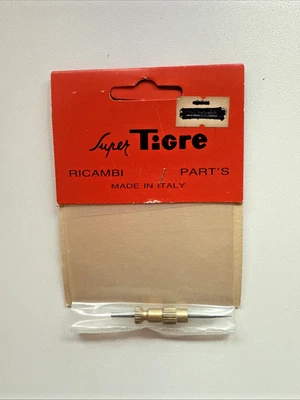 Super Tigre
RICAMBI / PART'S
MADE IN ITALY